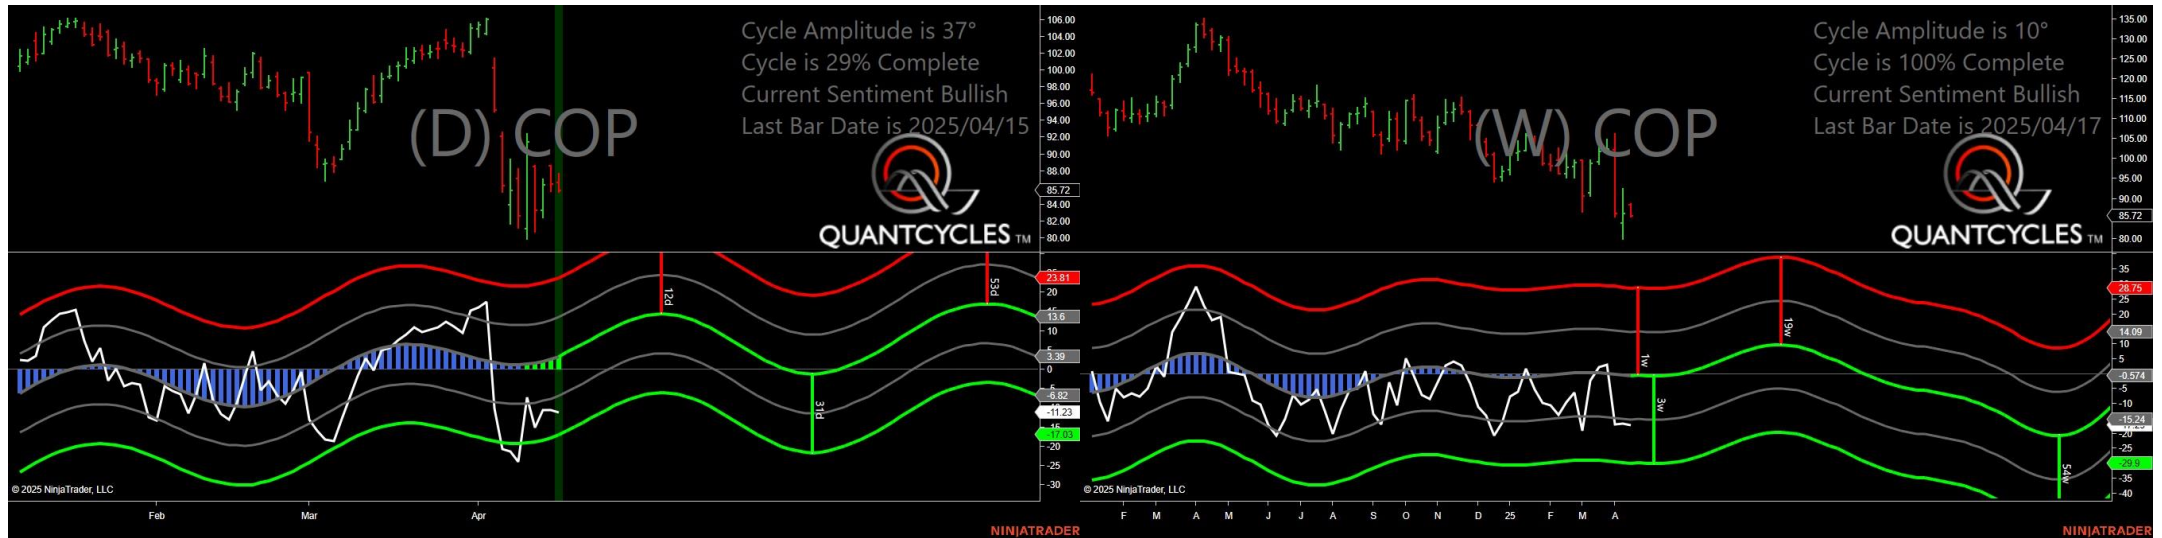 Cycle Amplitude is 37°
Cycle is 29% Complete
Current Sentiment Bullish
Last Bar Date is 2025/04/15
(D) COP
QUANTCYCLES TM
106.00
104.00
102.00
100.00
98.00
96.00
94.00
92.00
90.00
88.00
85.72
84.00
82.00
80.00
12d
31d
53d
23.81
20
13.6
10
5
3.39
0
-6.82
-11.23
-17.03
-20
-25
-30
© 2025 NinjaTrader, LLC
Feb
Mar
Apr
NINJATRADER
Cycle Amplitude is 10°
Cycle is 100% Complete
Current Sentiment Bullish
Last Bar Date is 2025/04/17
(W) COP
QUANTCYCLES TM
135.00
130.00
125.00
120.00
115.00
110.00
105.00
100.00
95.00
90.00
85.72
80.00
1w
3w
19w
54w
35
28.75
25
20
14.09
10
5
-0.574
-5
-10
-15.24
-20
-25
-29.9
-35
-40
© 2025 NinjaTrader, LLC
F
M
A
M
J
J
A
S
O
N
D
25
F
M
A
NINJATRADER